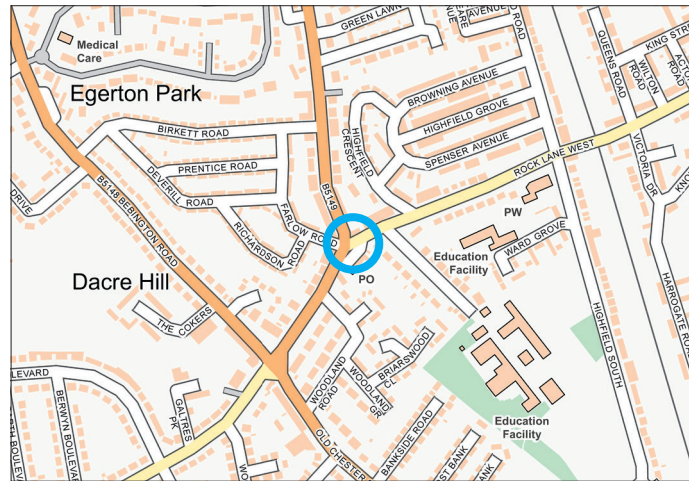 GREEN LAWN
AVENUE
QUEENS ROAD
KING STREET
WILTON
ROAD
ROAD
Medical
Care
Egerton Park
BROWNING AVENUE
HIGHFIELD GROVE
SPENSER AVENUE
HIGHFIELD
CRESCENT
BIRKETT ROAD
PRENTICE ROAD
DEVERILL ROAD
B5149
ROCK LANE WEST
VICTORIA DR
DRIVE
B5148 BEBINGTON ROAD
FARLOW ROAD
RICHARDSON
ROAD
PW
WARD GROVE
Education
Facility
PO
Dacre Hill
THE COKERS
HARROGATE ROAD
HIGHFIELD SOUTH
BRIARSWOOD
CL
WOODLAND
ROAD
WOODLAND
GR
BERWYN BOULEVARD
GALTRES
PK
OLD CHESTER
BANKSIDE ROAD
Education
Facility